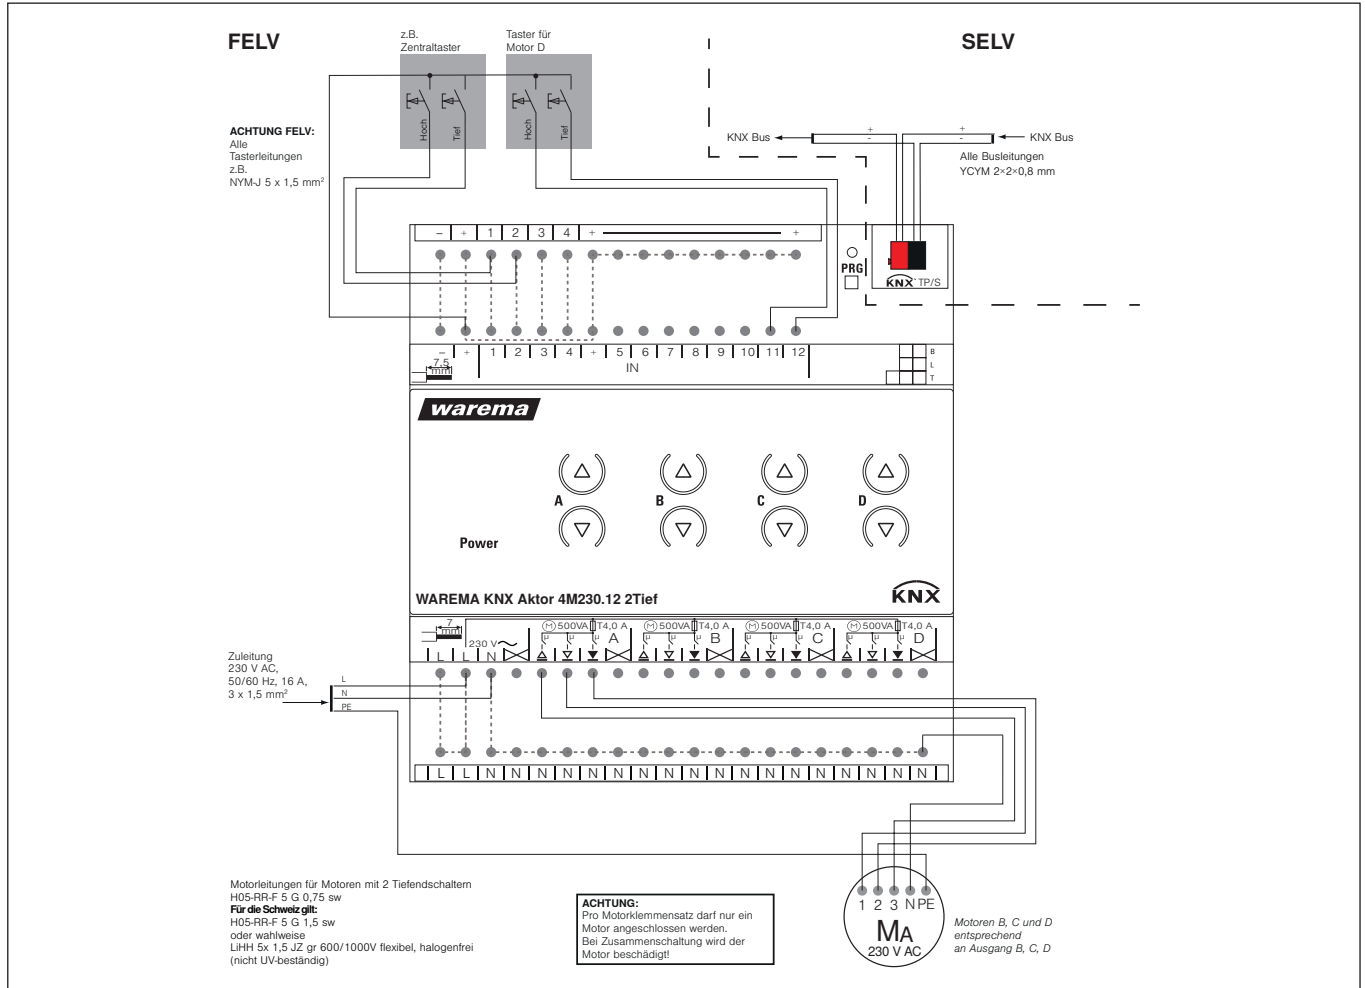 FELV
z.B.
Zentraltaster
Taster für
Motor D
SELV
Hoch
Tief
Hoch
Tief
ACHTUNG FELV:
Alle
Tasterleitungen
z.B.
NYM-J 5 x 1,5 mm²
KNX Bus
+
-
+
-
KNX Bus
Alle Busleitungen
YCYM 2×2×0,8 mm
– + 1 2 3 4 + +
PRG
KNX TP/S
– + 1 2 3 4 + 5 6 7 8 9 10 11 12
IN
7,5
mm
B
L
T
warema
A B C D
Power
WAREMA KNX Aktor 4M230.12 2Tief
KNX
7
mm
230 V
M 500VA T4,0 A M 500VA T4,0 A M 500VA T4,0 A M 500VA T4,0 A
µ µ µ µ µ µ µ µ
L L N A B C D
Zuleitung
230 V AC,
50/60 Hz, 16 A,
3 x 1,5 mm²
L
N
PE
L L N N N N N N N N N N N N N N N N N N
1 2 3 N PE
MA
230 V AC
Motoren B, C und D
entsprechend
an Ausgang B, C, D
Motorleitungen für Motoren mit 2 Tiefendschaltern
H05-RR-F 5 G 0,75 sw
Für die Schweiz gilt:
H05-RR-F 5 G 1,5 sw
oder wahlweise
LiHH 5x 1,5 JZ gr 600/1000V flexibel, halogenfrei
(nicht UV-beständig)
ACHTUNG:
Pro Motorklemmensatz darf nur ein
Motor angeschlossen werden.
Bei Zusammenschaltung wird der
Motor beschädigt!